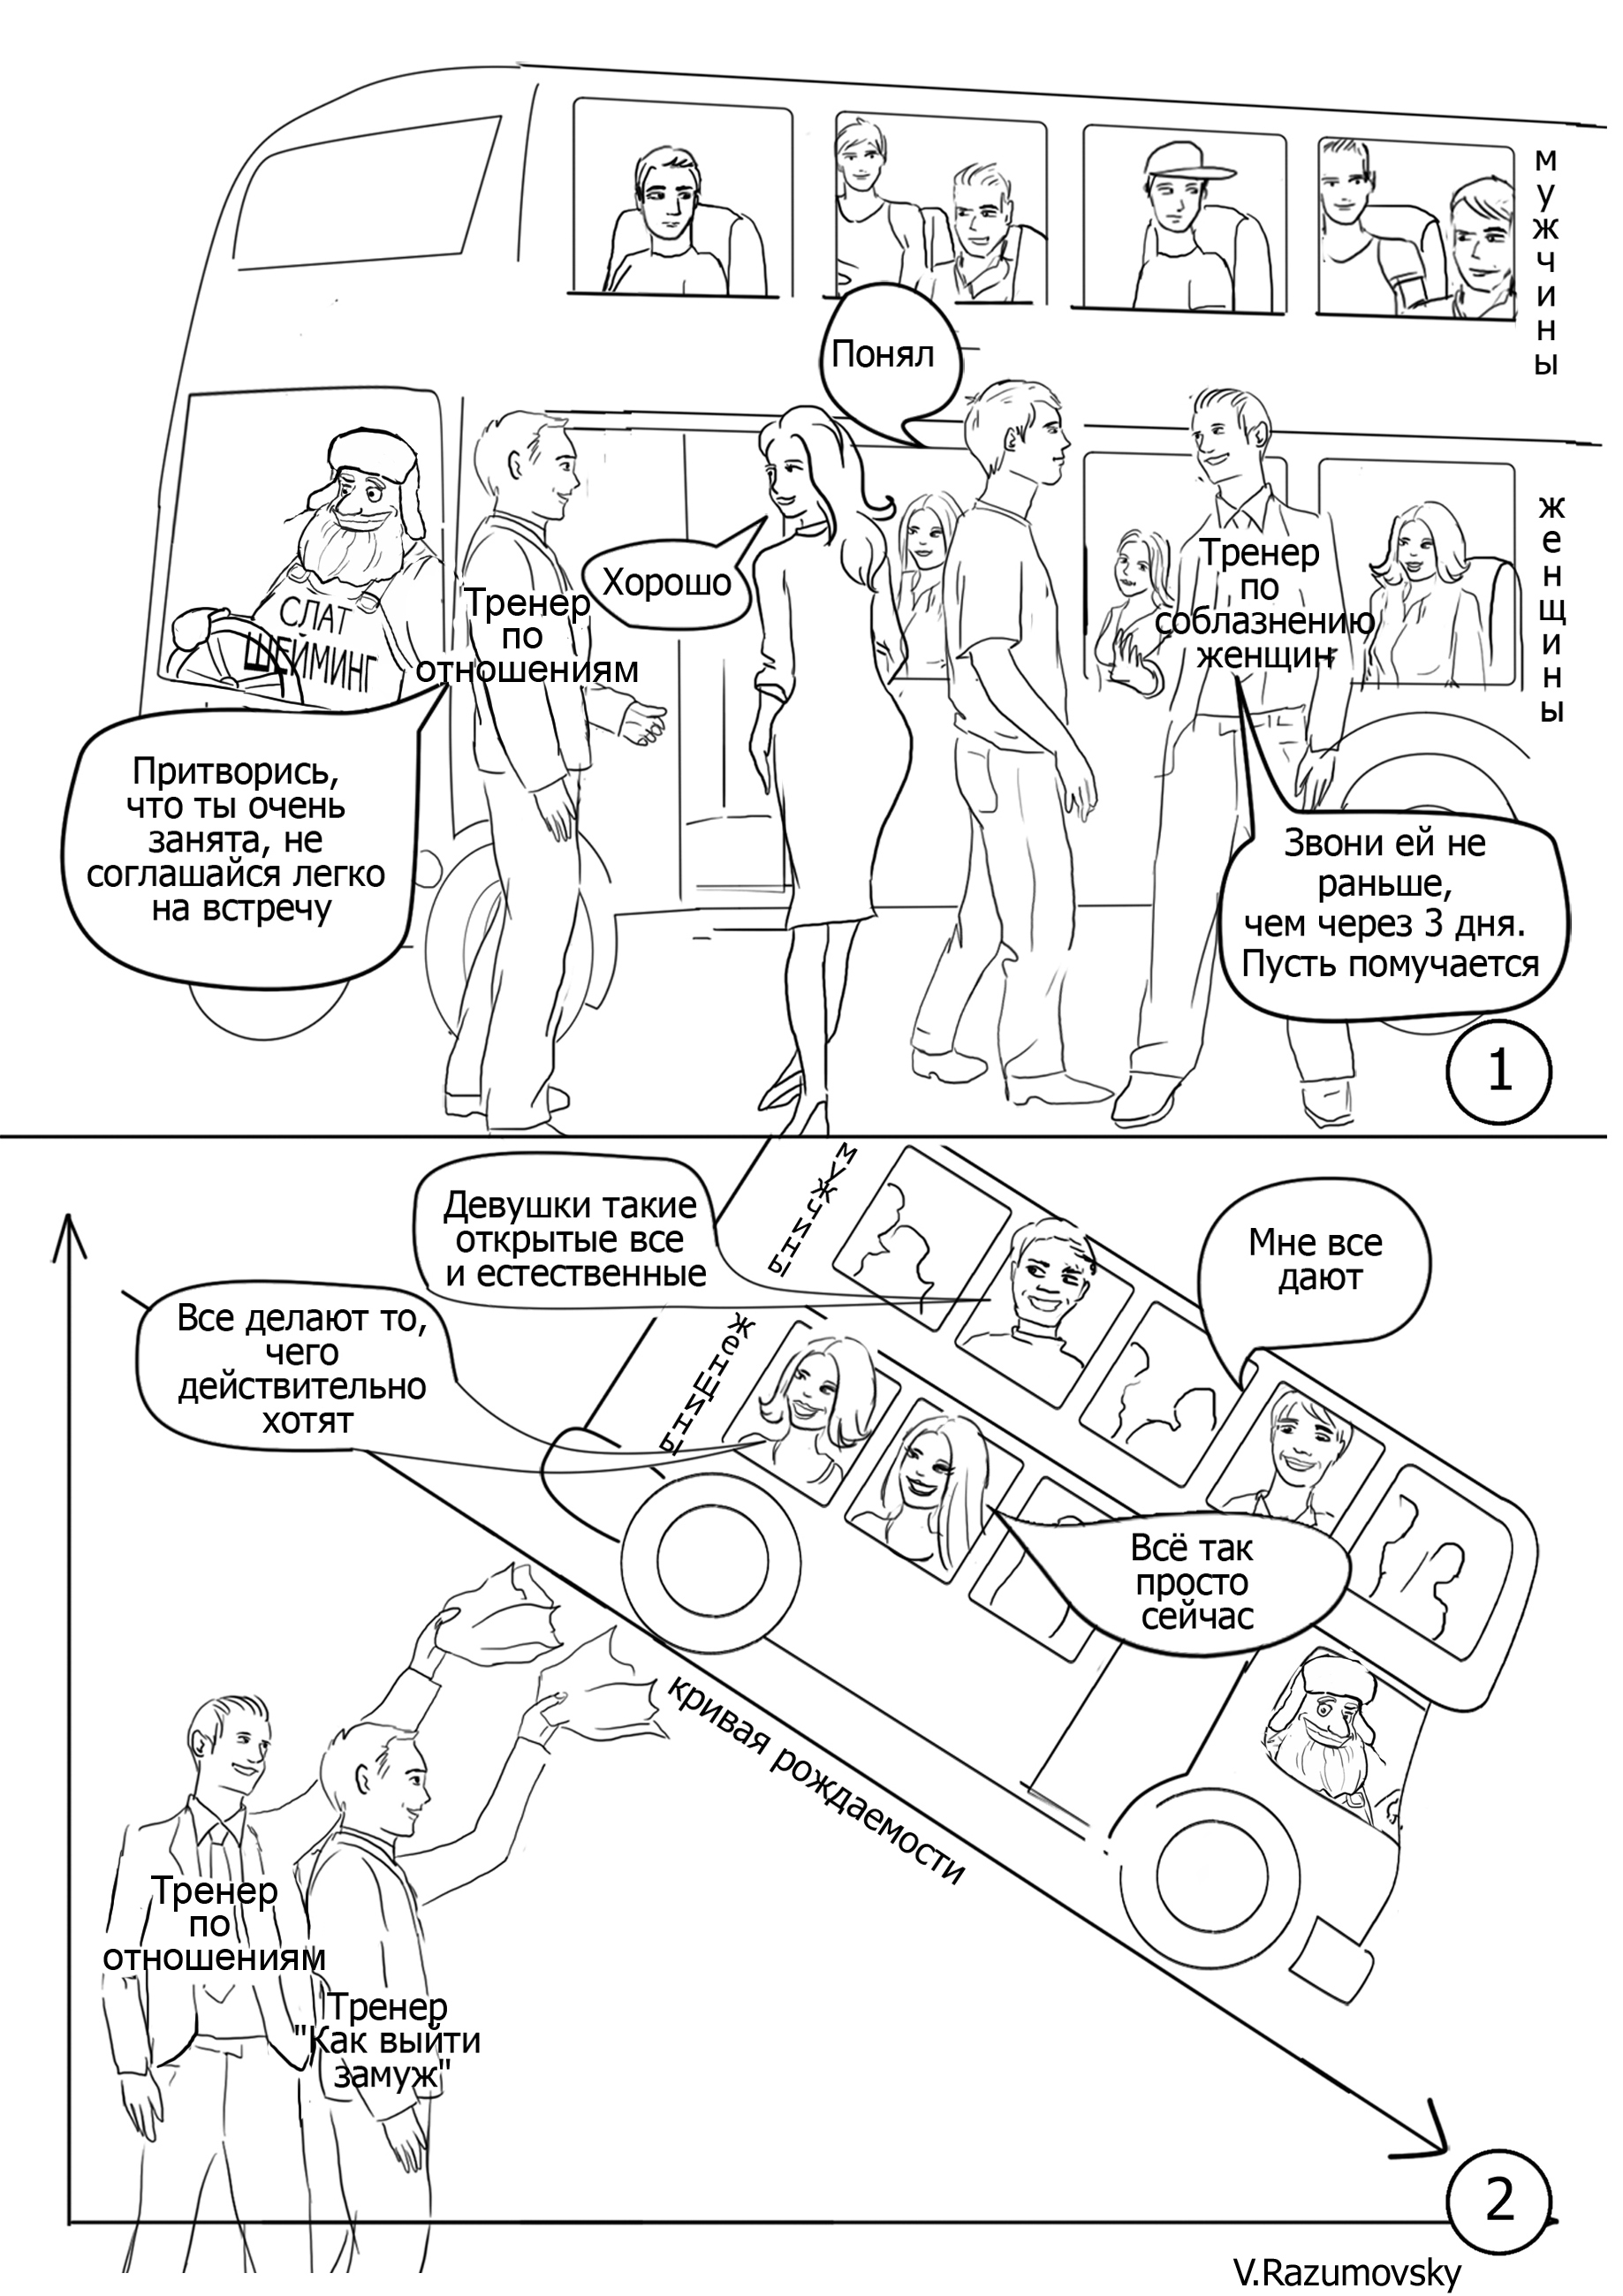 мужчины
Понял
женщины
Хорошо
СЛАТ
ШЕЙМИНГ
Тренер
по
отношениям
Тренер
по
соблазнению
женщин
Притворись,
что ты очень
занята, не
соглашайся легко
на встречу
Звони ей не
раньше,
чем через 3 дня.
Пусть помучается
1
мужчины
Девушки такие
открытые все
и естественные
Мне все
дают
Все делают то,
чего
действительно
хотят
женщины
Всё так
просто
сейчас
кривая рождаемости
Тренер
по
отношениям
Тренер
"Как выйти
замуж"
2
V.Razumovsky